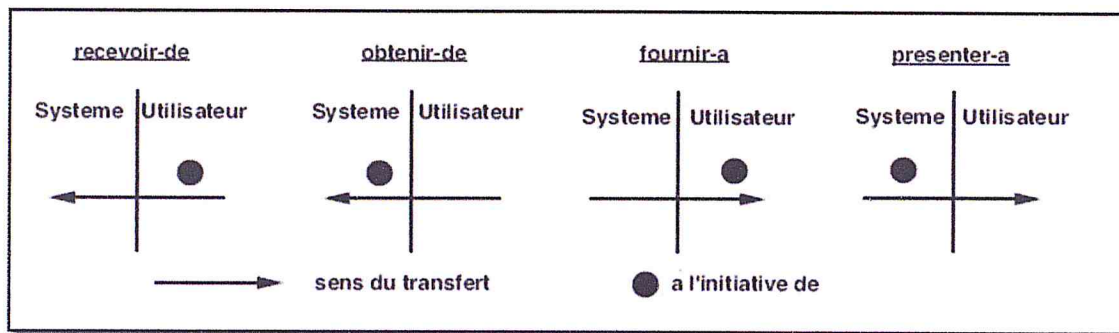 recevoir-de obtenir-de fournir-a presenter-a
Systeme Utilisateur Systeme Utilisateur Systeme Utilisateur Systeme Utilisateur
sens du transfert a l'initiative de